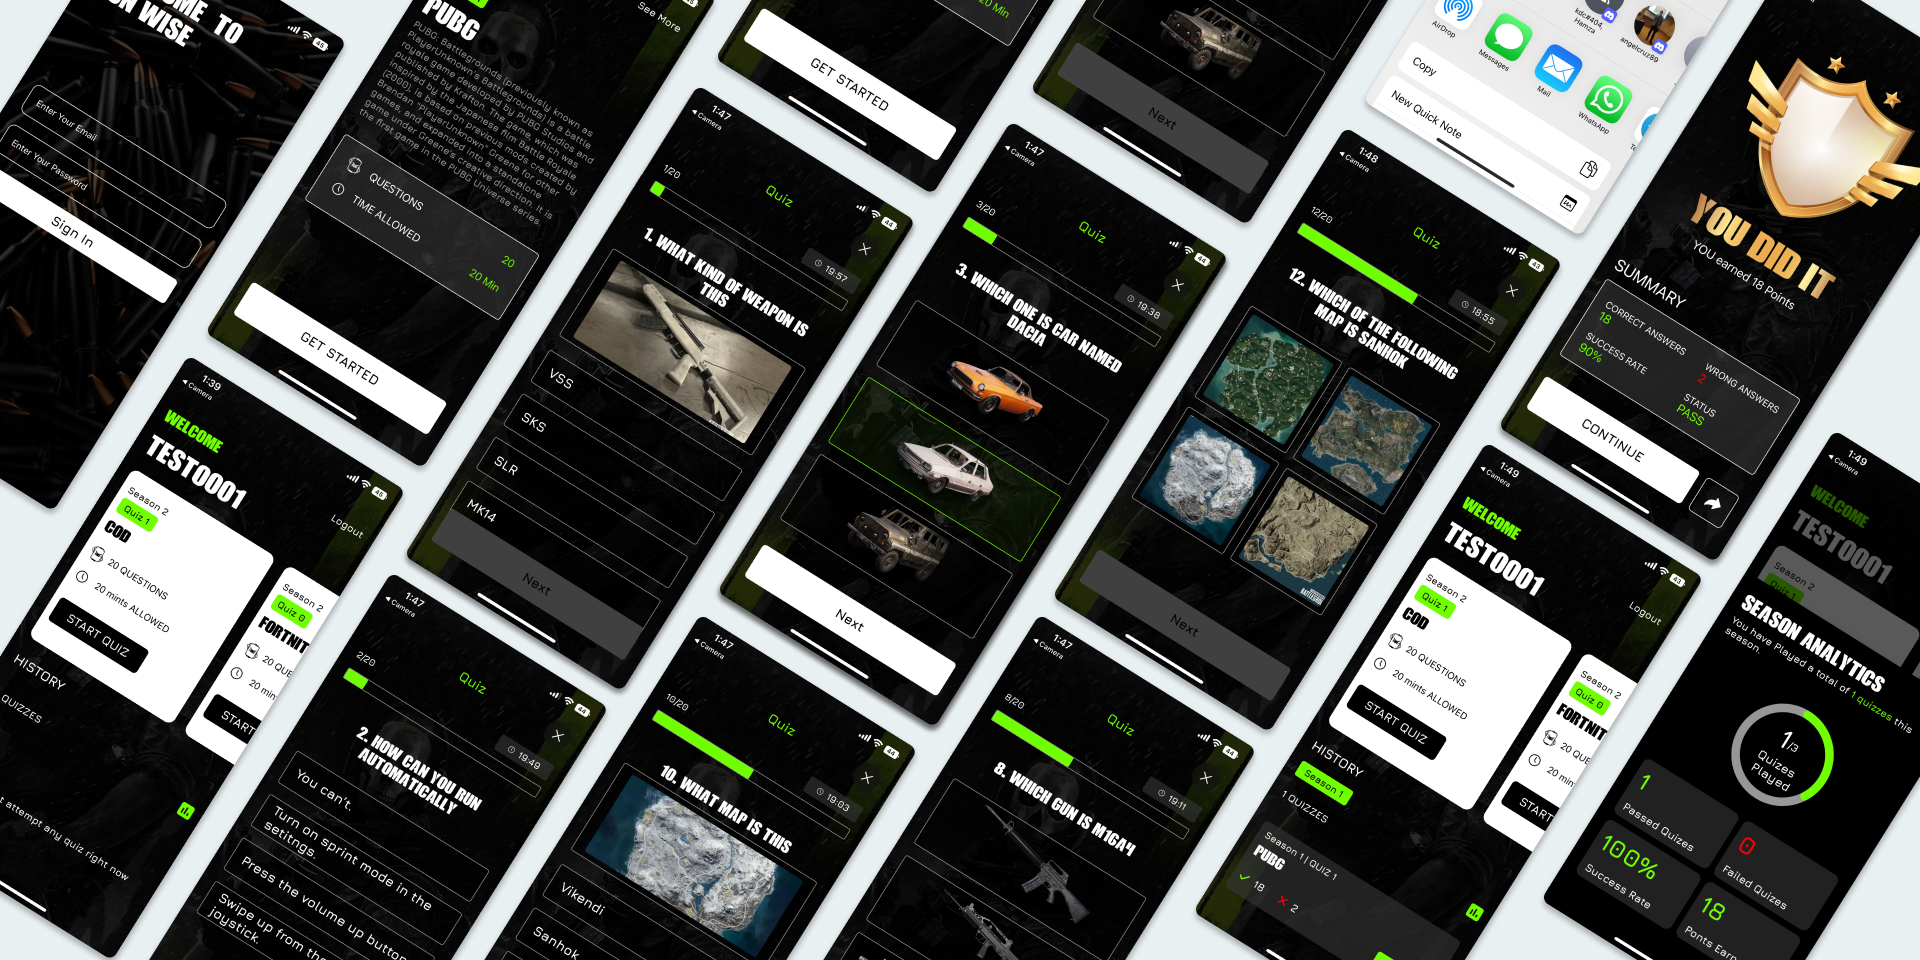 OME TO
ON WISE
Enter Your Email
Enter Your Password
Sign In
PUBG
See More
PUBG: Battlegrounds (previously known as
PlayerUnknown's Battlegrounds) is a battle
royale game developed by PUBG Studios and
published by Krafton. The game, which was
inspired by the Japanese film Battle Royale
(2000), is based on previous mods created by
Brendan "PlayerUnknown" Greene for other
games, and expanded into a standalone
game under Greene's creative direction. It is
the first game in the PUBG Universe series.
QUESTIONS
20
TIME ALLOWED
20 Min
GET STARTED
20 Min
GET STARTED
Next
AirDrop
Messages
Mail
WhatsApp
kdc#404,
Hamza
angelcruz89
Copy
New Quick Note
YOU DID IT
YOU earned 18 Points
SUMMARY
CORRECT ANSWERS
18
WRONG ANSWERS
2
SUCCESS RATE
90%
STATUS
PASS
CONTINUE
1:39
Camera
45
WELCOME
TEST0001
Logout
Season 2
Quiz 1
COD
20 QUESTIONS
20 mints ALLOWED
START QUIZ
Season 2
Quiz 0
FORTNIT
20 QUE
20 min
START
HISTORY
QUIZZES
t attempt any quiz right now
1:47
Camera
44
1/20
Quiz
19:57
1. WHAT KIND OF WEAPON IS
THIS
VSS
SKS
SLR
MK14
Next
1:47
Camera
44
3/20
Quiz
19:38
3. WHICH ONE IS CAR NAMED
DACIA
Next
1:48
Camera
43
12/20
Quiz
18:55
12. WHICH OF THE FOLLOWING
MAP IS SANHOK
Next
1:47
Camera
44
2/20
Quiz
19:49
2. HOW CAN YOU RUN
AUTOMATICALLY
You can't.
Turn on sprint mode in the
setitngs.
Press the volume up button
Swipe up from the
joystick.
1:47
Camera
44
10/20
Quiz
19:03
10. WHAT MAP IS THIS
Vikendi
Sanhok
1:47
Camera
44
8/20
Quiz
19:11
8. WHICH GUN IS M16A4
1:49
Camera
43
WELCOME
TEST0001
Logout
Season 2
Quiz 1
COD
20 QUESTIONS
20 mints ALLOWED
START QUIZ
Season 2
Quiz 0
FORTNIT
20 QUE
20 min
START
HISTORY
Season 1
1 QUIZZES
Season 1 | QUIZ 1
PUBG
18
2
1:49
Camera
WELCOME
TEST0001
Season 2
Quiz 1
SEASON ANALYTICS
You have Played a total of 1 quizzes this
season.
1/3
Quizes
Played
1
Passed Quizes
0
Failed Quizes
100%
Success Rate
18
Ponts Earn